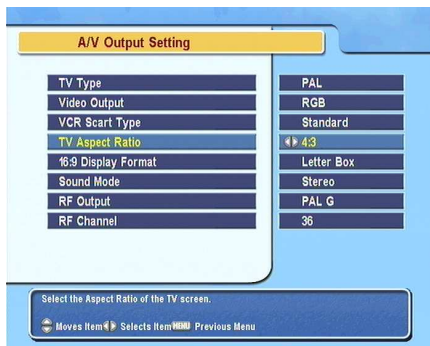 A/V Output Setting
TV Type PAL
Video Output RGB
VCR Scart Type Standard
TV Aspect Ratio 4:3
16:9 Display Format Letter Box
Sound Mode Stereo
RF Output PAL G
RF Channel 36
Select the Aspect Ratio of the TV screen.
Moves Item Selects Item MENU Previous Menu